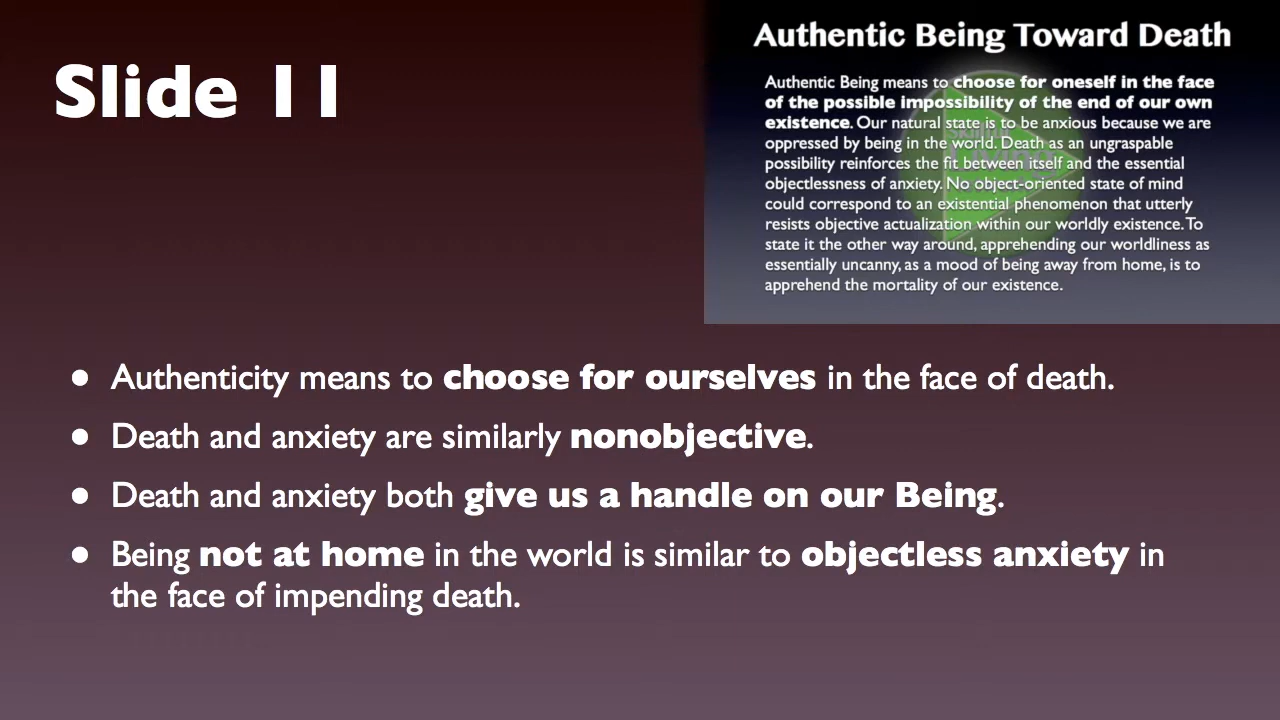 Slide 11
Authentic Being Toward Death
Authentic Being means to choose for oneself in the face
of the possible impossibility of the end of our own
existence. Our natural state is to be anxious because we are
oppressed by being in the world. Death as an ungraspable
possibility reinforces the fit between itself and the essential
objectlessness of anxiety. No object-oriented state of mind
could correspond to an existential phenomenon that utterly
resists objective actualization within our worldly existence. To
state it the other way around, apprehending our worldliness as
essentially uncanny, as a mood of being away from home, is to
apprehend the mortality of our existence.
• Authenticity means to choose for ourselves in the face of death.
• Death and anxiety are similarly nonobjective.
• Death and anxiety both give us a handle on our Being.
• Being not at home in the world is similar to objectless anxiety in
the face of impending death.